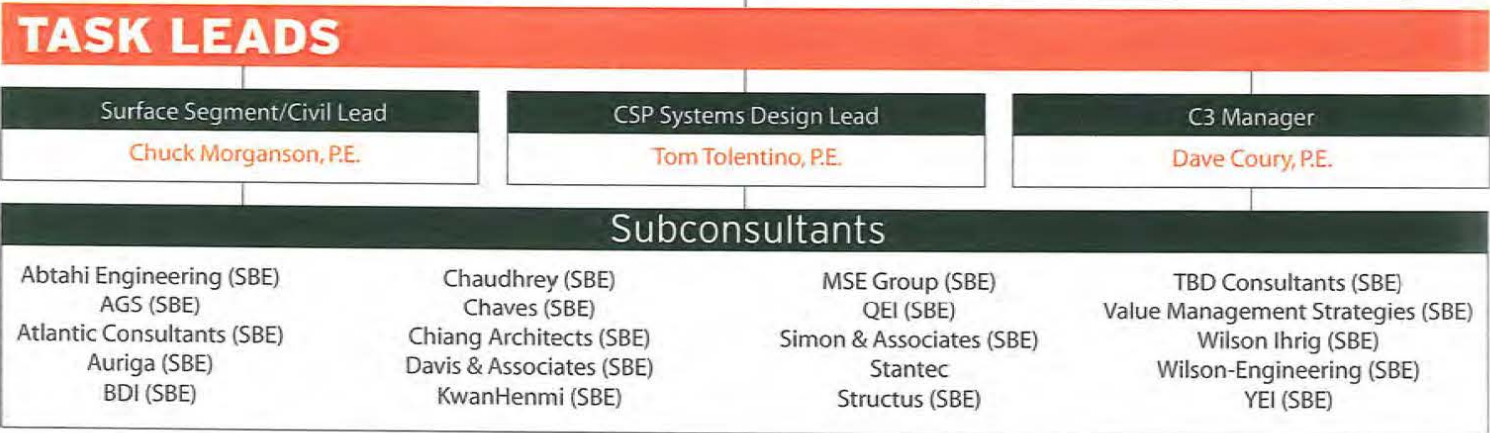 TASK LEADS
Surface Segment/Civil Lead
Chuck Morganson, P.E.
CSP Systems Design Lead
Tom Tolentino, P.E.
C3 Manager
Dave Coury, P.E.
Subconsultants
Abtahi Engineering (SBE)
AGS (SBE)
Atlantic Consultants (SBE)
Auriga (SBE)
BDI (SBE)
Chaudhrey (SBE)
Chaves (SBE)
Chiang Architects (SBE)
Davis & Associates (SBE)
KwanHenmi (SBE)
MSE Group (SBE)
QEI (SBE)
Simon & Associates (SBE)
Stantec
Structus (SBE)
TBD Consultants (SBE)
Value Management Strategies (SBE)
Wilson Ihrig (SBE)
Wilson-Engineering (SBE)
YEI (SBE)